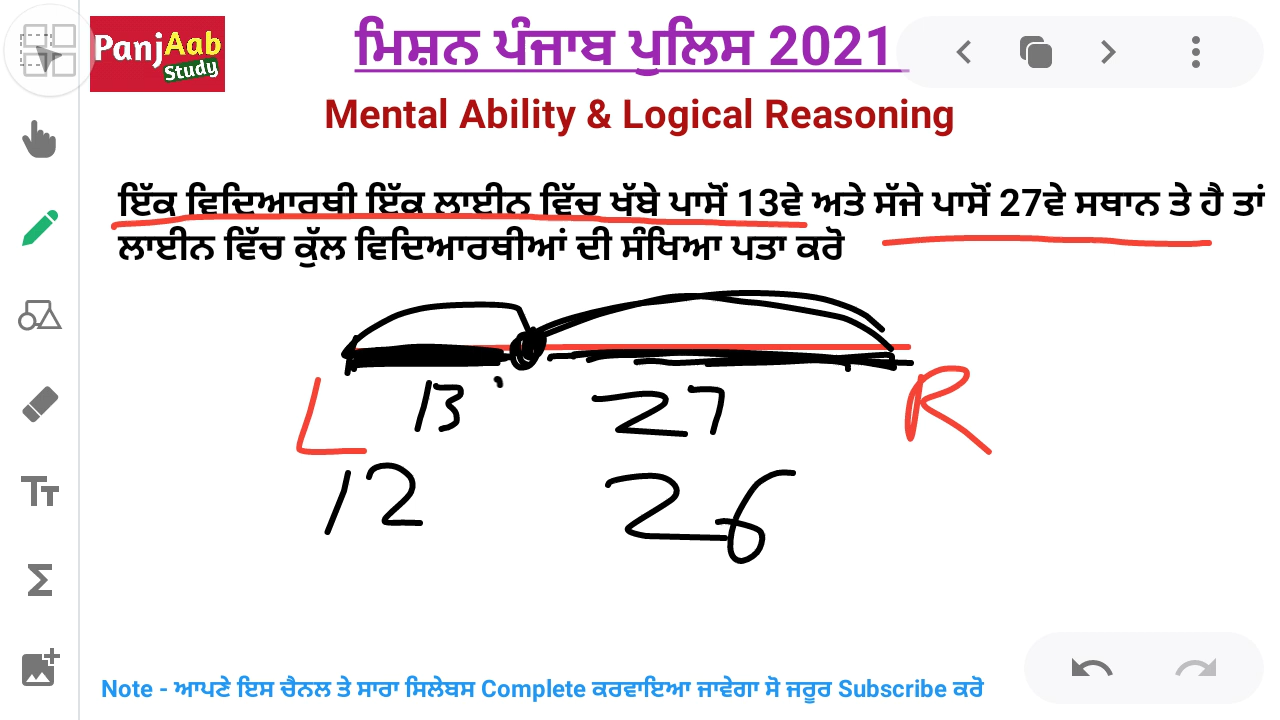 PanjAab
Study
ਮਿਸ਼ਨ ਪੰਜਾਬ ਪੁਲਿਸ 2021
Mental Ability & Logical Reasoning
ਇੱਕ ਵਿਦਿਆਰਥੀ ਇੱਕ ਲਾਈਨ ਵਿੱਚ ਖੱਬੇ ਪਾਸੋਂ 13ਵੇ ਅਤੇ ਸੱਜੇ ਪਾਸੋਂ 27ਵੇ ਸਥਾਨ ਤੇ ਹੈ ਤਾਂ
ਲਾਈਨ ਵਿੱਚ ਕੁੱਲ ਵਿਦਿਆਰਥੀਆਂ ਦੀ ਸੰਖਿਆ ਪਤਾ ਕਰੋ
L 13 27 R
12 26
Tт
Σ
Note - ਆਪਣੇ ਇਸ ਚੈਨਲ ਤੇ ਸਾਰਾ ਸਿਲੇਬਸ Complete ਕਰਵਾਇਆ ਜਾਵੇਗਾ ਸੋ ਜਰੂਰ Subscribe ਕਰੋ